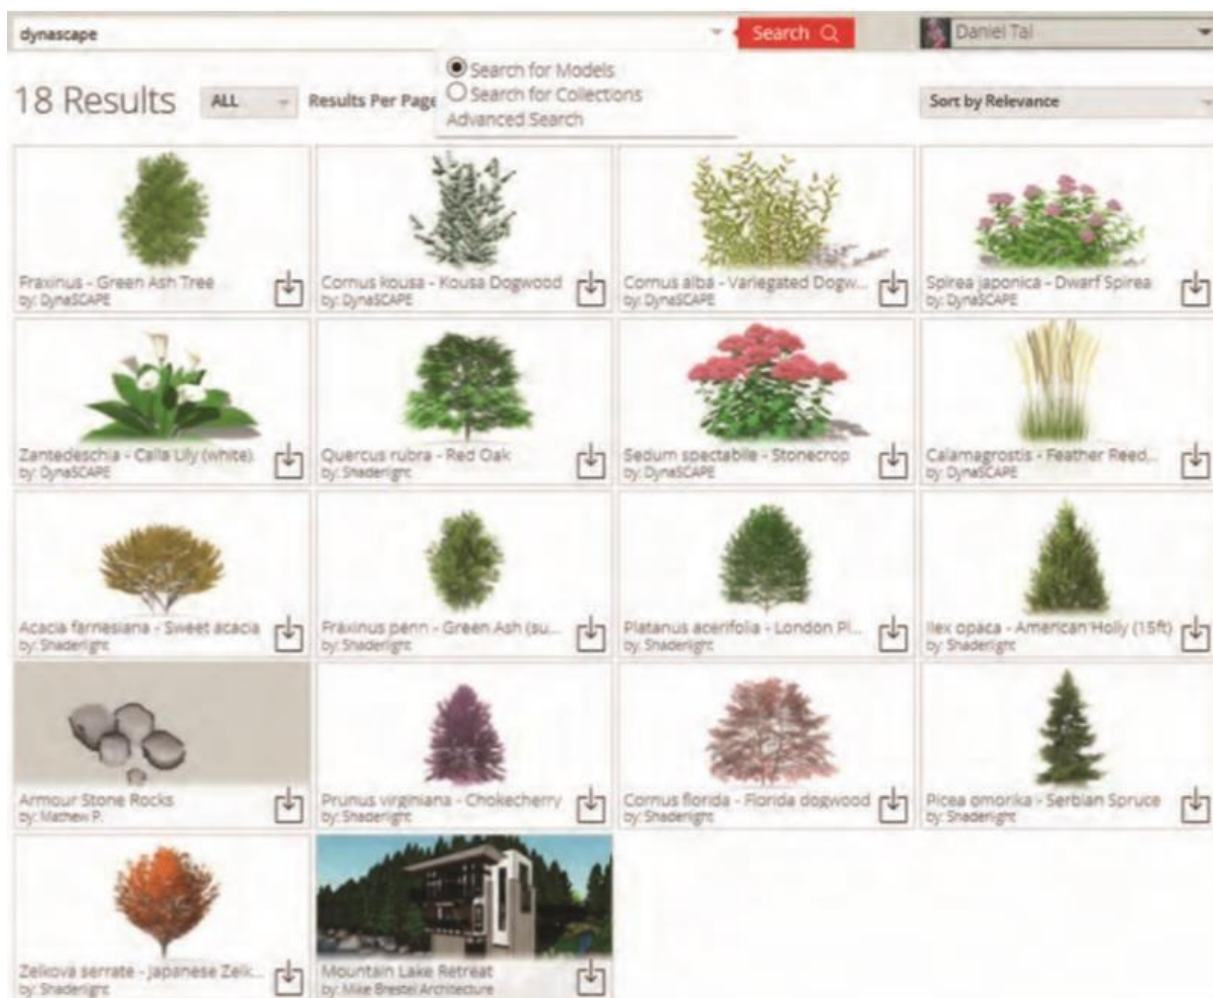 dynascape
Search
Daniel Tal
Search for Models
Search for Collections
Advanced Search
18 Results
ALL
Results Per Page
Sort by Relevance
Fraxinus - Green Ash Tree
by: DynaSCAPE
Cornus kousa - Kousa Dogwood
by: DynaSCAPE
Cornus alba - Variegated Dogw...
by: DynaSCAPE
Spirea japonica - Dwarf Spirea
by: DynaSCAPE
Zantedeschia - Calla Lily (white)
by: DynaSCAPE
Quercus rubra - Red Oak
by: Shaderlight
Sedum spectabile - Stonecrop
by: DynaSCAPE
Calamagrostis - Feather Reed...
by: DynaSCAPE
Acacia farnesiana - Sweet acacia
by: Shaderlight
Fraxinus penn - Green Ash (su...
by: Shaderlight
Platanus acerifolia - London Pl...
by: Shaderlight
Ilex opaca - American Holly (15ft)
by: Shaderlight
Armour Stone Rocks
by: Mathew P.
Prunus virginiana - Chokecherry
by: Shaderlight
Cornus florida - Florida dogwood
by: Shaderlight
Picea omorika - Serbian Spruce
by: Shaderlight
Zelkova serrate - Japanese Zelk...
by: Shaderlight
Mountain Lake Retreat
by: Mike Brestel Architecture